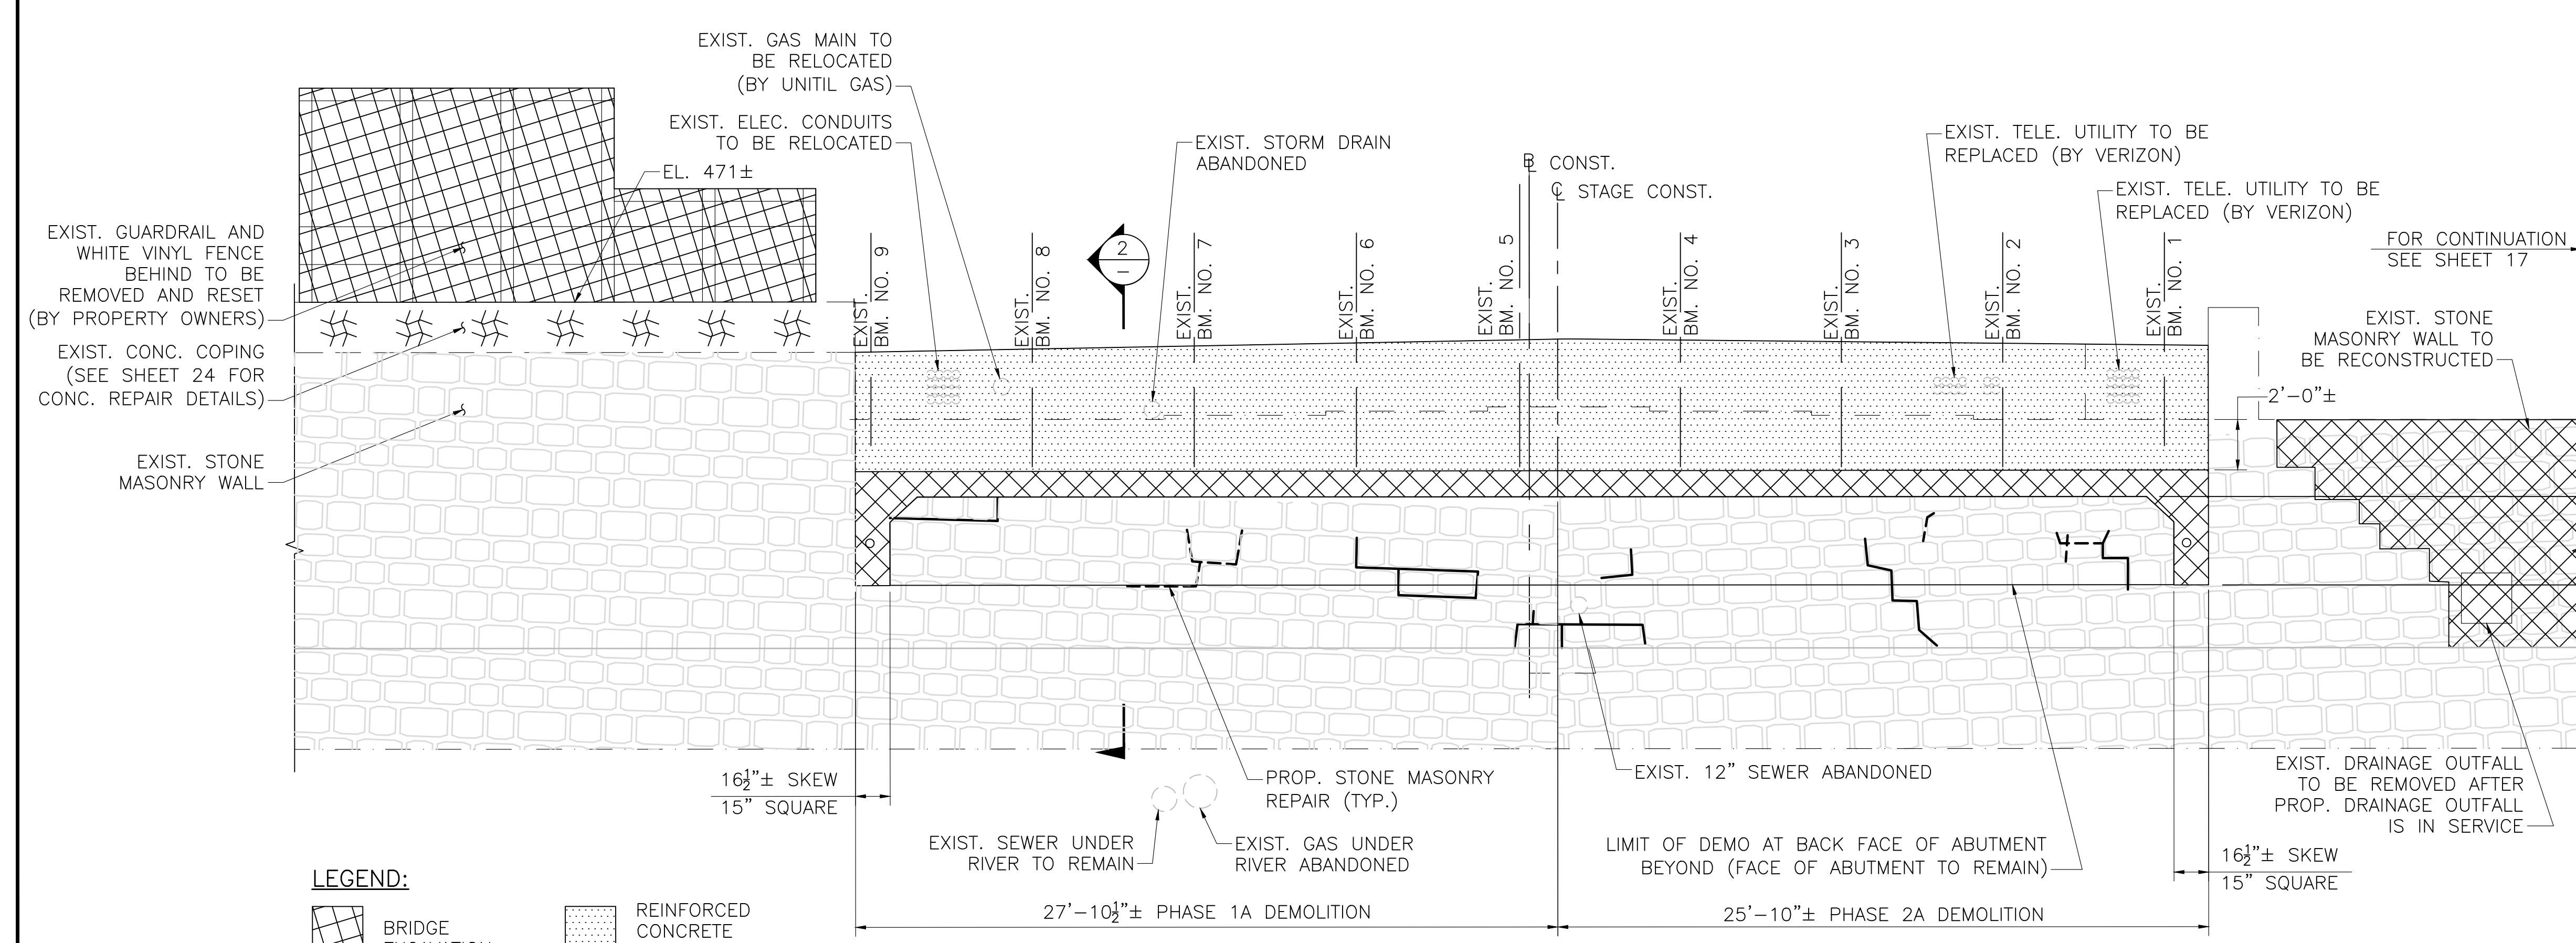 EXIST. GAS MAIN TO
BE RELOCATED
(BY UNITIL GAS)
EXIST. ELEC. CONDUITS
TO BE RELOCATED
EL. 471±
EXIST. STORM DRAIN
ABANDONED
B CONST.
C STAGE CONST.
EXIST. TELE. UTILITY TO BE
REPLACED (BY VERIZON)
EXIST. TELE. UTILITY TO BE
REPLACED (BY VERIZON)
FOR CONTINUATION
SEE SHEET 17
EXIST. GUARDRAIL AND
WHITE VINYL FENCE
BEHIND TO BE
REMOVED AND RESET
(BY PROPERTY OWNERS)
EXIST. CONC. COPING
(SEE SHEET 24 FOR
CONC. REPAIR DETAILS)
EXIST. STONE
MASONRY WALL
EXIST.
BM. NO. 9
EXIST.
BM. NO. 8
2
–
EXIST.
BM. NO. 7
EXIST.
BM. NO. 6
EXIST.
BM. NO. 5
EXIST.
BM. NO. 4
EXIST.
BM. NO. 3
EXIST.
BM. NO. 2
EXIST.
BM. NO. 1
EXIST. STONE
MASONRY WALL TO
BE RECONSTRUCTED
2'-0"±
16½"± SKEW
15" SQUARE
PROP. STONE MASONRY
REPAIR (TYP.)
EXIST. 12" SEWER ABANDONED
EXIST. DRAINAGE OUTFALL
TO BE REMOVED AFTER
PROP. DRAINAGE OUTFALL
IS IN SERVICE
EXIST. SEWER UNDER
RIVER TO REMAIN
EXIST. GAS UNDER
RIVER ABANDONED
LIMIT OF DEMO AT BACK FACE OF ABUTMENT
BEYOND (FACE OF ABUTMENT TO REMAIN)
16½"± SKEW
15" SQUARE
27'-10½"± PHASE 1A DEMOLITION
25'-10"± PHASE 2A DEMOLITION
LEGEND:
BRIDGE
REINFORCED
CONCRETE